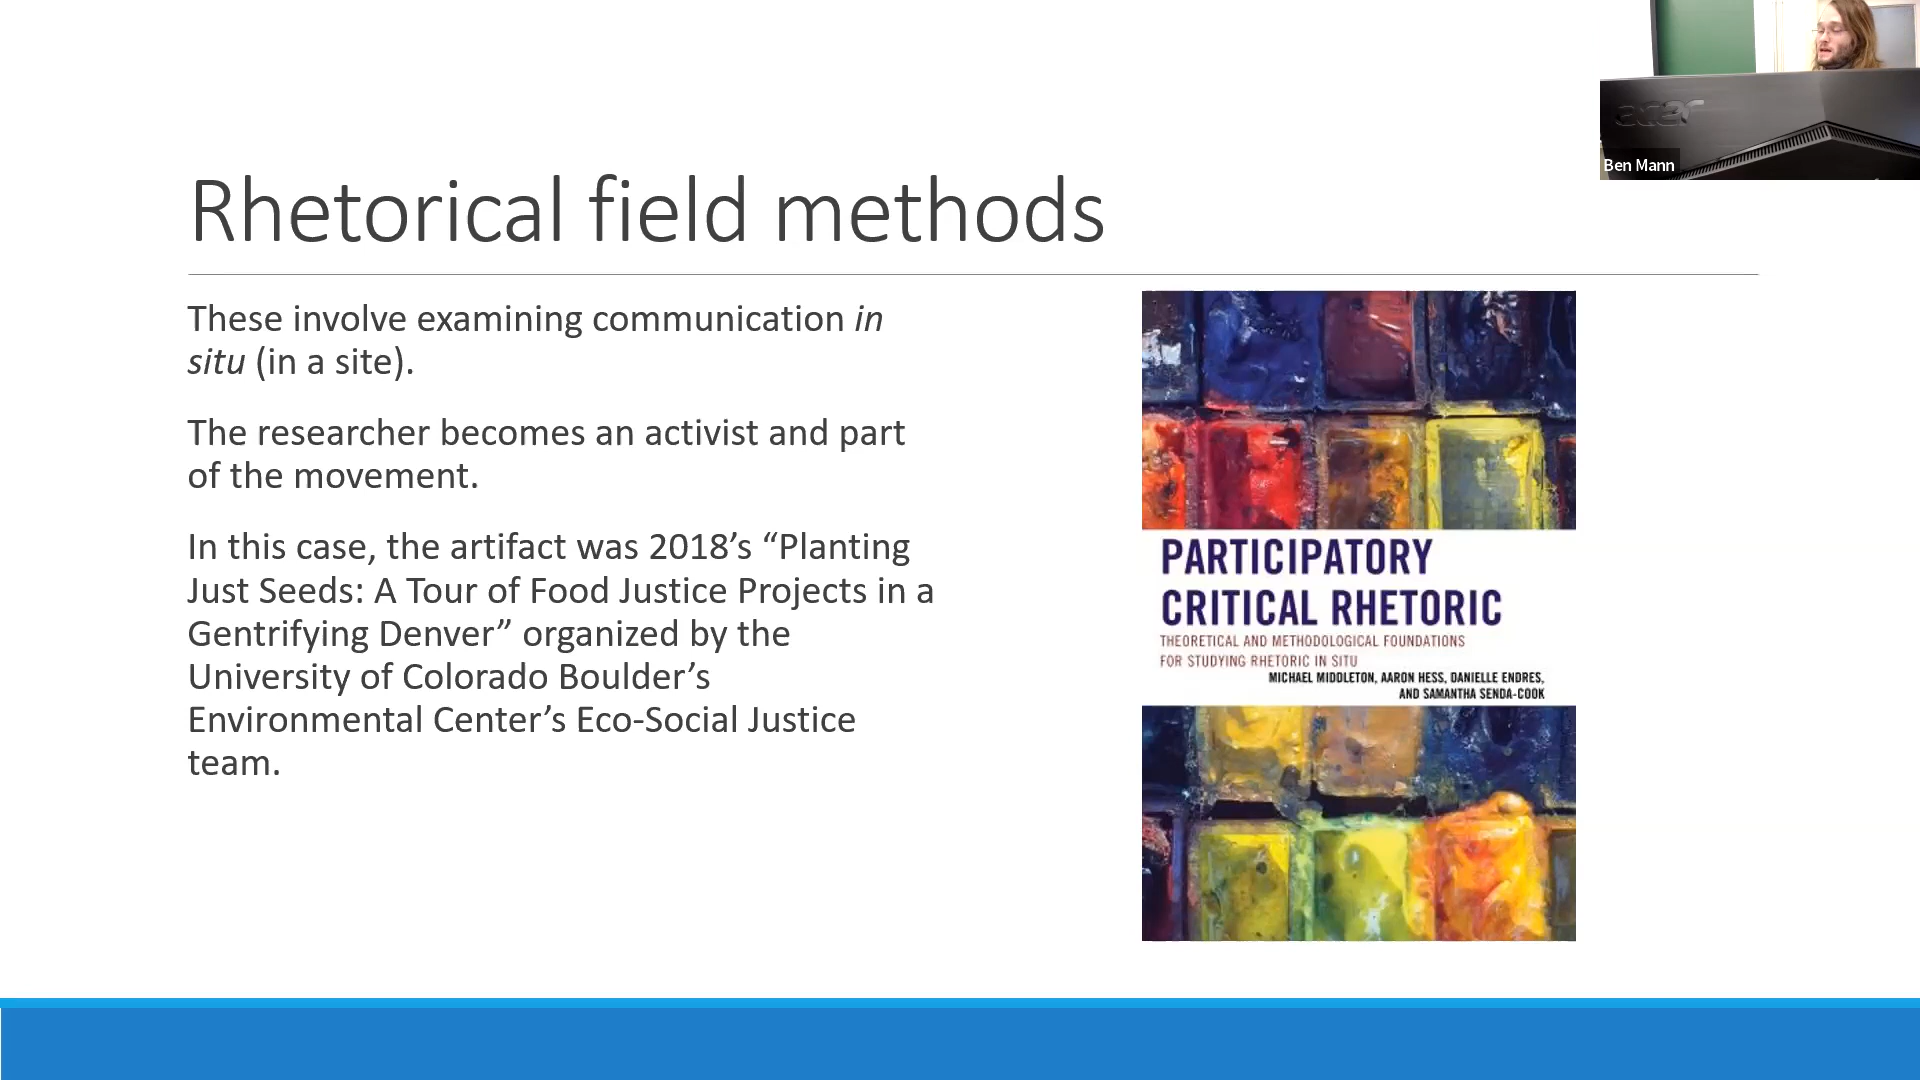 acer
Ben Mann
Rhetorical field methods
These involve examining communication in
situ (in a site).
The researcher becomes an activist and part
of the movement.
In this case, the artifact was 2018’s “Planting
Just Seeds: A Tour of Food Justice Projects in a
Gentrifying Denver” organized by the
University of Colorado Boulder’s
Environmental Center’s Eco-Social Justice
team.
PARTICIPATORY
CRITICAL RHETORIC
THEORETICAL AND METHODOLOGICAL FOUNDATIONS
FOR STUDYING RHETORIC IN SITU
MICHAEL MIDDLETON, AARON HESS, DANIELLE ENDRES,
AND SAMANTHA SENDA-COOK